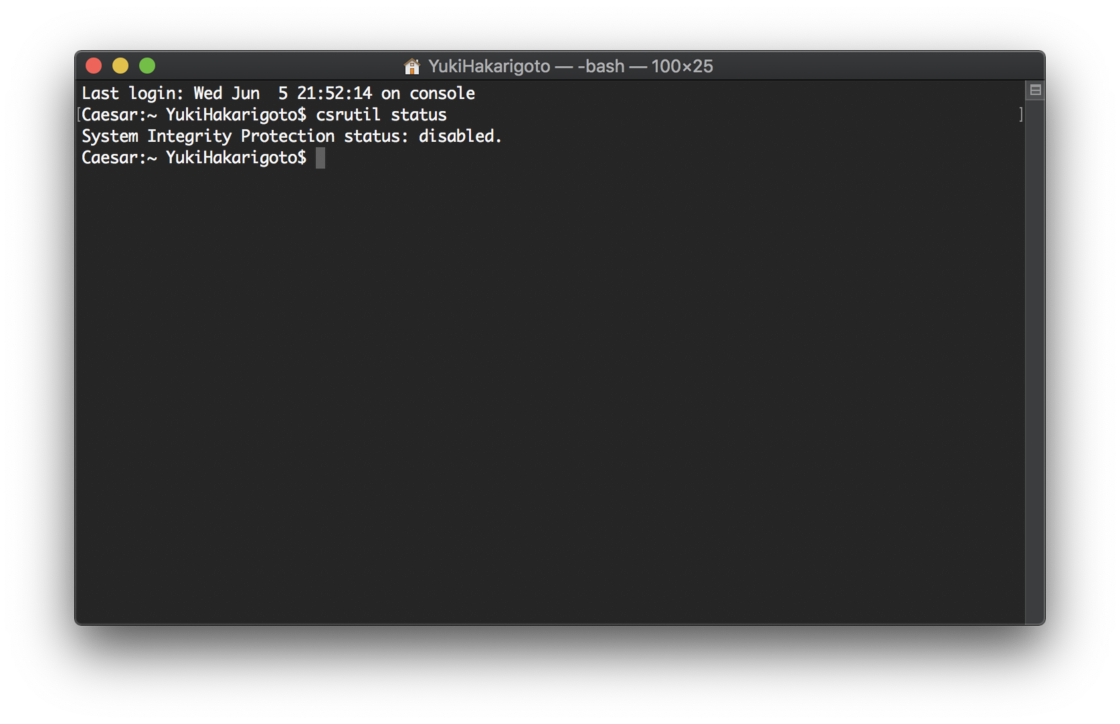 YukiHakarigoto — -bash — 100×25
Last login: Wed Jun  5 21:52:14 on console
[Caesar:~ YukiHakarigoto$ csrutil status ]
System Integrity Protection status: disabled.
Caesar:~ YukiHakarigoto$